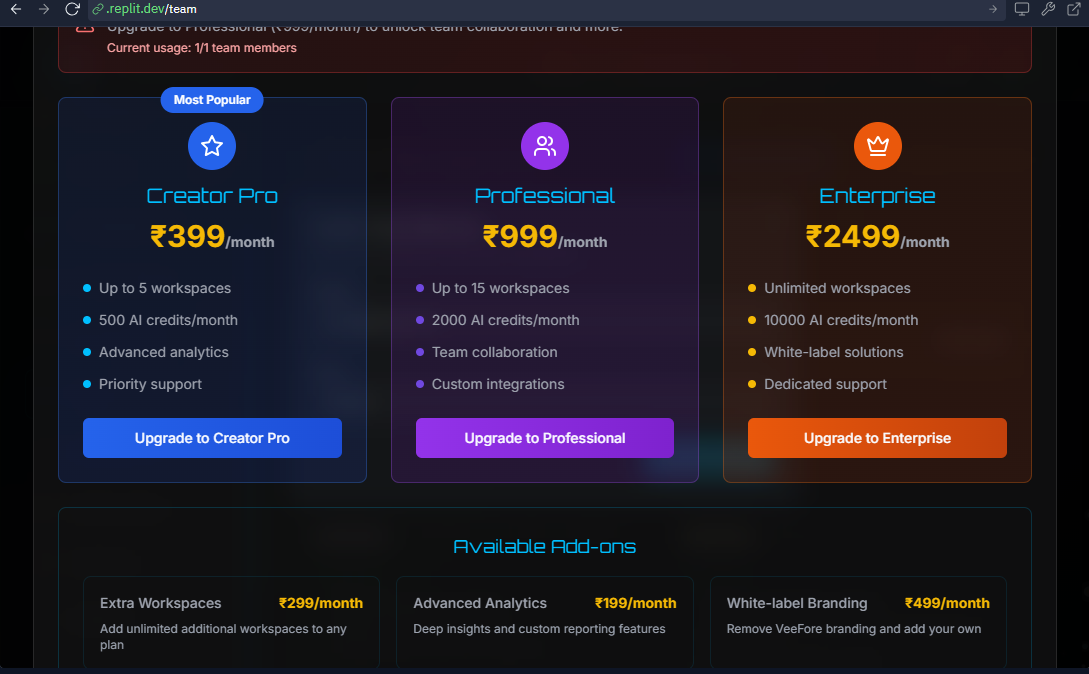 .replit.dev/team
Upgrade to Professional (₹999/month) to unlock team collaboration and more.
Current usage: 1/1 team members
Most Popular
Creator Pro
₹399/month
Up to 5 workspaces
500 AI credits/month
Advanced analytics
Priority support
Upgrade to Creator Pro
Professional
₹999/month
Up to 15 workspaces
2000 AI credits/month
Team collaboration
Custom integrations
Upgrade to Professional
Enterprise
₹2499/month
Unlimited workspaces
10000 AI credits/month
White-label solutions
Dedicated support
Upgrade to Enterprise
Available Add-ons
Extra Workspaces ₹299/month
Add unlimited additional workspaces to any
plan
Advanced Analytics ₹199/month
Deep insights and custom reporting features
White-label Branding ₹499/month
Remove VeeFore branding and add your own